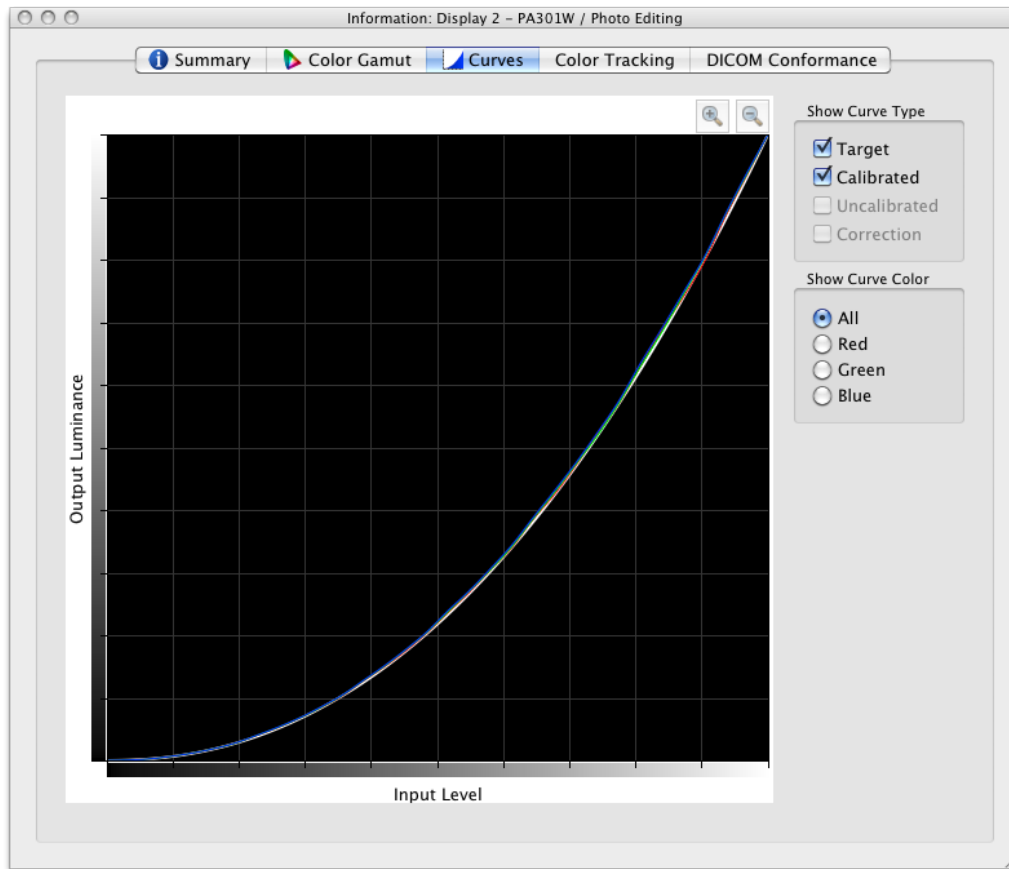 Information: Display 2 – PA301W / Photo Editing
Summary
Color Gamut
Curves
Color Tracking
DICOM Conformance
Show Curve Type
Target
Calibrated
Uncalibrated
Correction
Show Curve Color
All
Red
Green
Blue
Output Luminance
Input Level